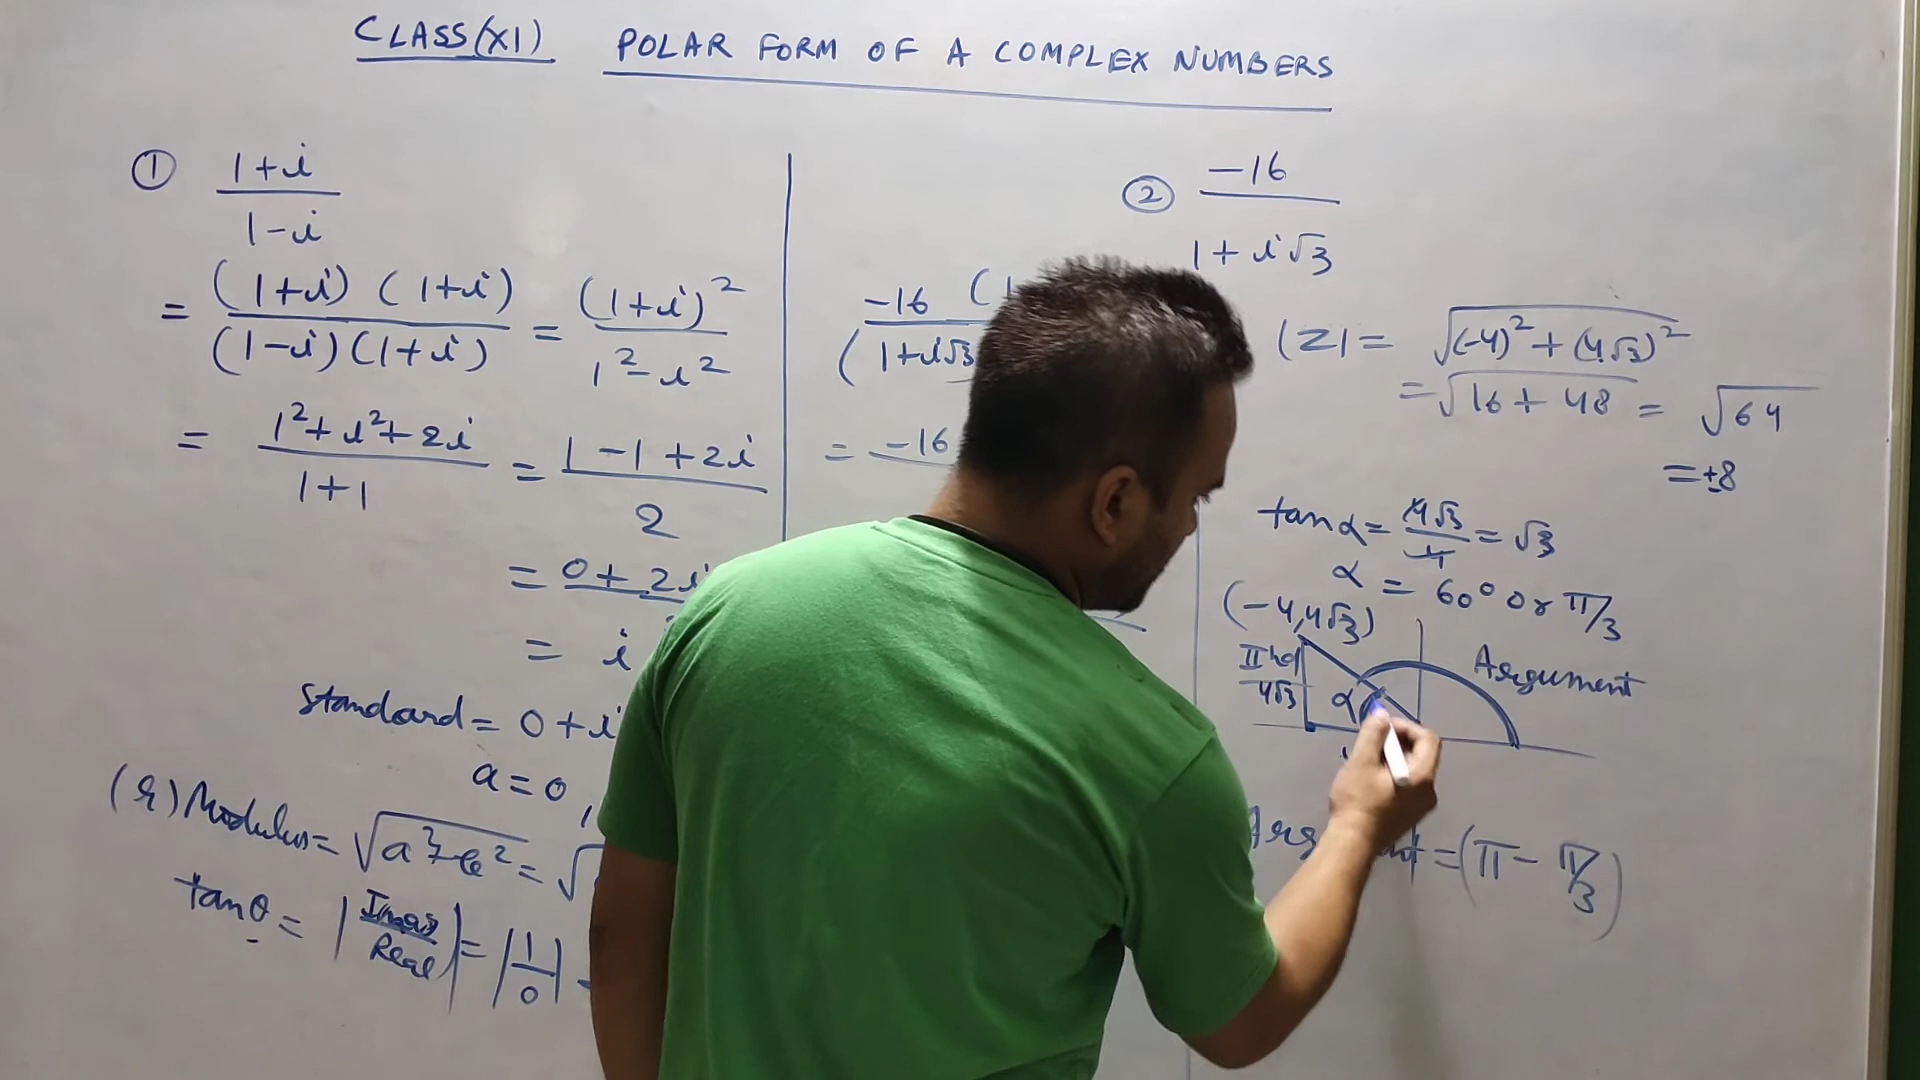 CLASS(XI) POLAR FORM OF A COMPLEX NUMBERS
① 1+i
1-i
= (1+i) (1+i) = (1+i)²
(1-i)(1+i) 1²-i²
= 1²+i²+2i = 1-1+2i
1+1 2
= 0+2i
= i
standard = 0+i
a=0,
(r) Modulus = √a²+b² = √
tanθ = |Imag/Real| = |1/0|
-16 (1
(1+i√3
= -16
② -16
1+i√3
|Z| = √(-4)²+(4√3)²
= √16+48 = √64
= ±8
tanα = 4√3/4 = √3
α = 60° or π/3
(-4,4√3)
II nd
4√3
α
Argument
= (π - π/3)